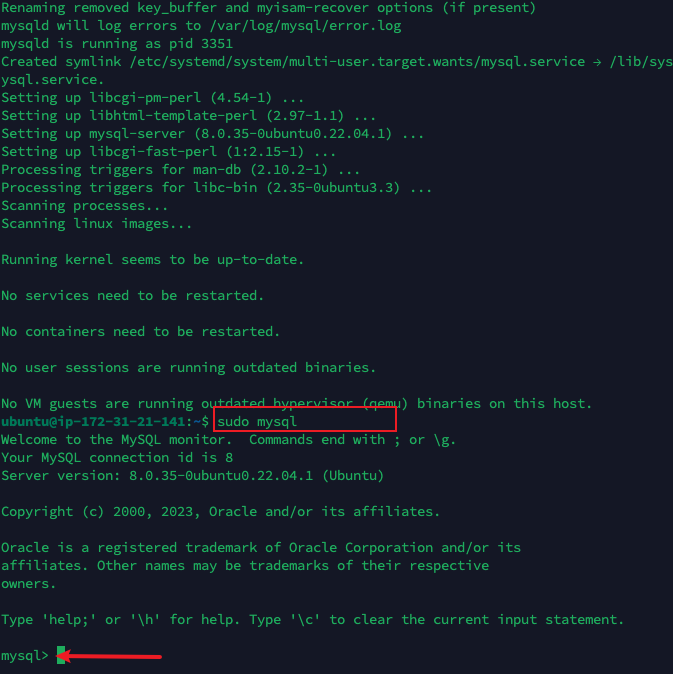 Renaming removed key_buffer and myisam-recover options (if present)
mysqld will log errors to /var/log/mysql/error.log
mysqld is running as pid 3351
Created symlink /etc/systemd/system/multi-user.target.wants/mysql.service → /lib/sys
ysql.service.
Setting up libcgi-pm-perl (4.54-1) ...
Setting up libhtml-template-perl (2.97-1.1) ...
Setting up mysql-server (8.0.35-0ubuntu0.22.04.1) ...
Setting up libcgi-fast-perl (1:2.15-1) ...
Processing triggers for man-db (2.10.2-1) ...
Processing triggers for libc-bin (2.35-0ubuntu3.3) ...
Scanning processes...
Scanning linux images...
Running kernel seems to be up-to-date.
No services need to be restarted.
No containers need to be restarted.
No user sessions are running outdated binaries.
No VM guests are running outdated hypervisor (qemu) binaries on this host.
ubuntu@ip-172-31-21-141:~$ sudo mysql
Welcome to the MySQL monitor.  Commands end with ; or \g.
Your MySQL connection id is 8
Server version: 8.0.35-0ubuntu0.22.04.1 (Ubuntu)
Copyright (c) 2000, 2023, Oracle and/or its affiliates.
Oracle is a registered trademark of Oracle Corporation and/or its
affiliates. Other names may be trademarks of their respective
owners.
Type 'help;' or '\h' for help. Type '\c' to clear the current input statement.
mysql>